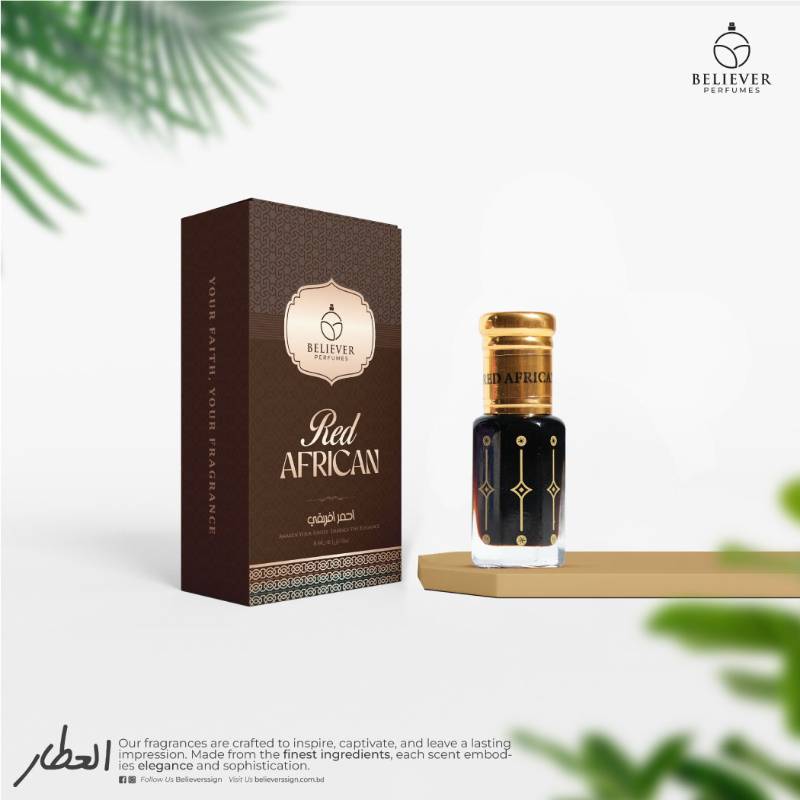 BELIEVER
PERFUMES
YOUR FAITH, YOUR FRAGRANCE
BELIEVER
PERFUMES
Red
AFRICAN
احمر افريقي
RED AFRICA
العطار
Our fragrances are crafted to inspire, captivate, and leave a lasting
impression. Made from the finest ingredients, each scent embod-
ies elegance and sophistication.
Follow Us Believerssign Visit Us believerssign.com.bd